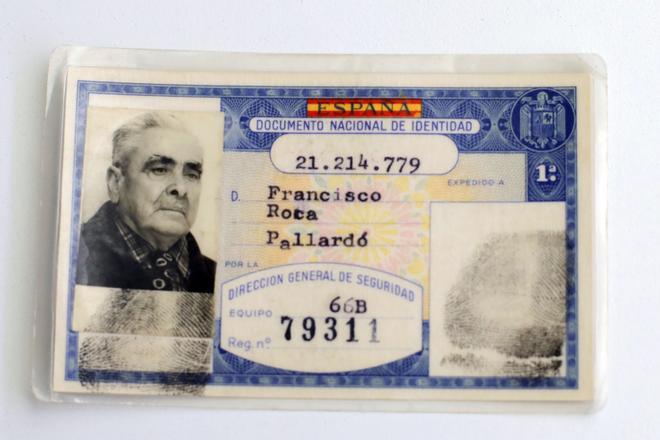 ESPAÑA
DOCUMENTO NACIONAL DE IDENTIDAD
21.214.779
EXPEDIDO A
1.ª
D. Francisco
Roca
Pallardó
POR LA
DIRECCION GENERAL DE SEGURIDAD
EQUIPO 66B
Reg. nº 79311